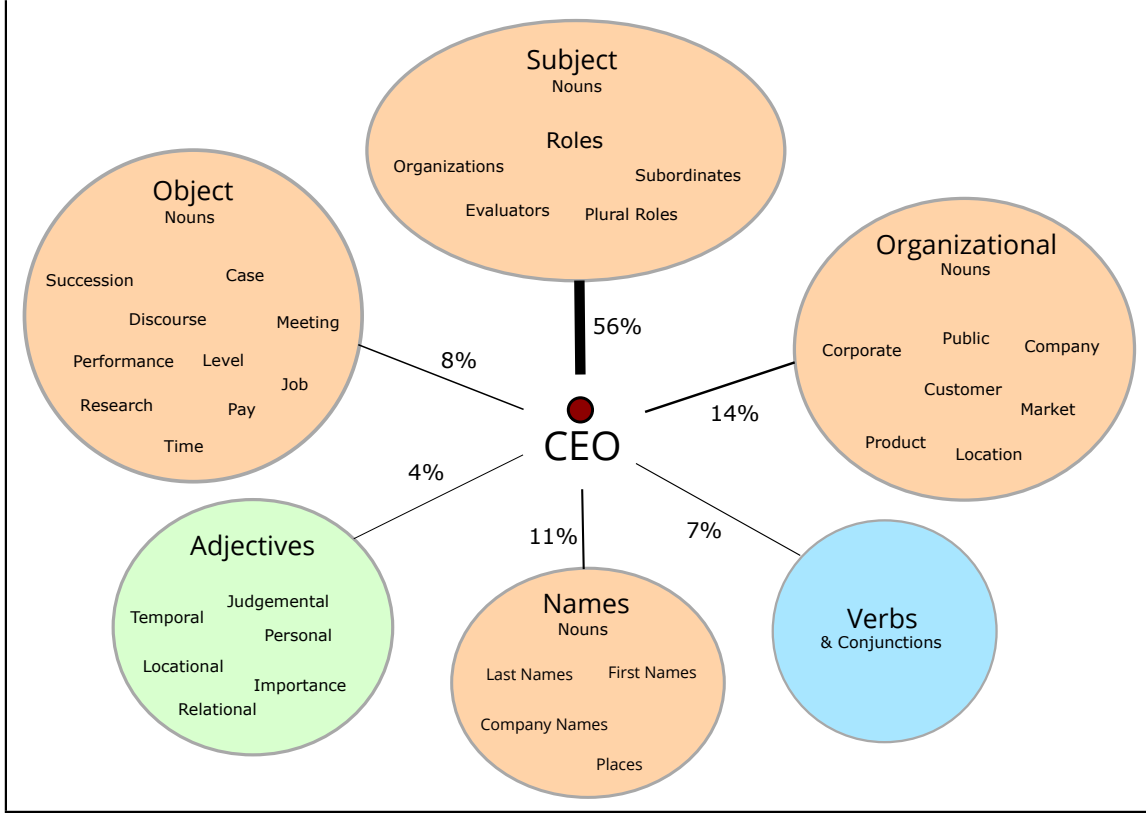 Subject
Nouns
Roles
Organizations
Subordinates
Evaluators
Plural Roles
Object
Nouns
Succession
Case
Discourse
Meeting
Performance
Level
Job
Research
Pay
Time
Organizational
Nouns
Corporate
Public
Company
Customer
Market
Product
Location
56%
8%
14%
CEO
4%
11%
7%
Adjectives
Temporal
Judgemental
Personal
Locational
Importance
Relational
Names
Nouns
Last Names
First Names
Company Names
Places
Verbs
& Conjunctions